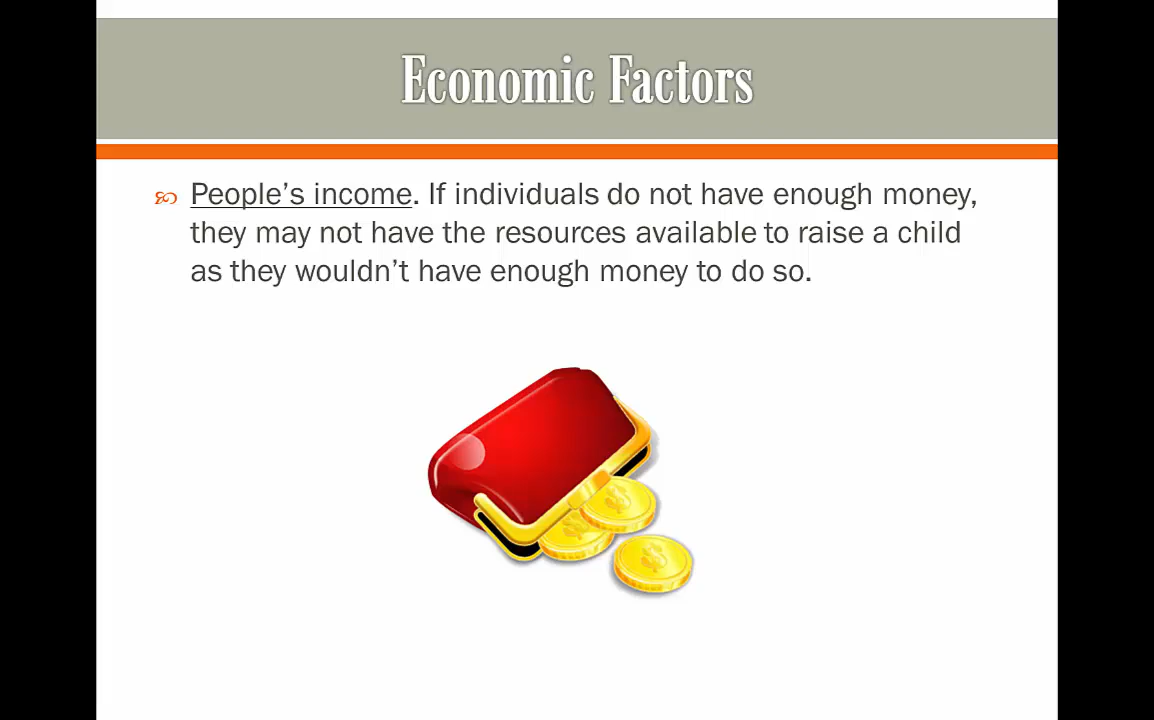 Economic Factors
People’s income. If individuals do not have enough money,
they may not have the resources available to raise a child
as they wouldn’t have enough money to do so.